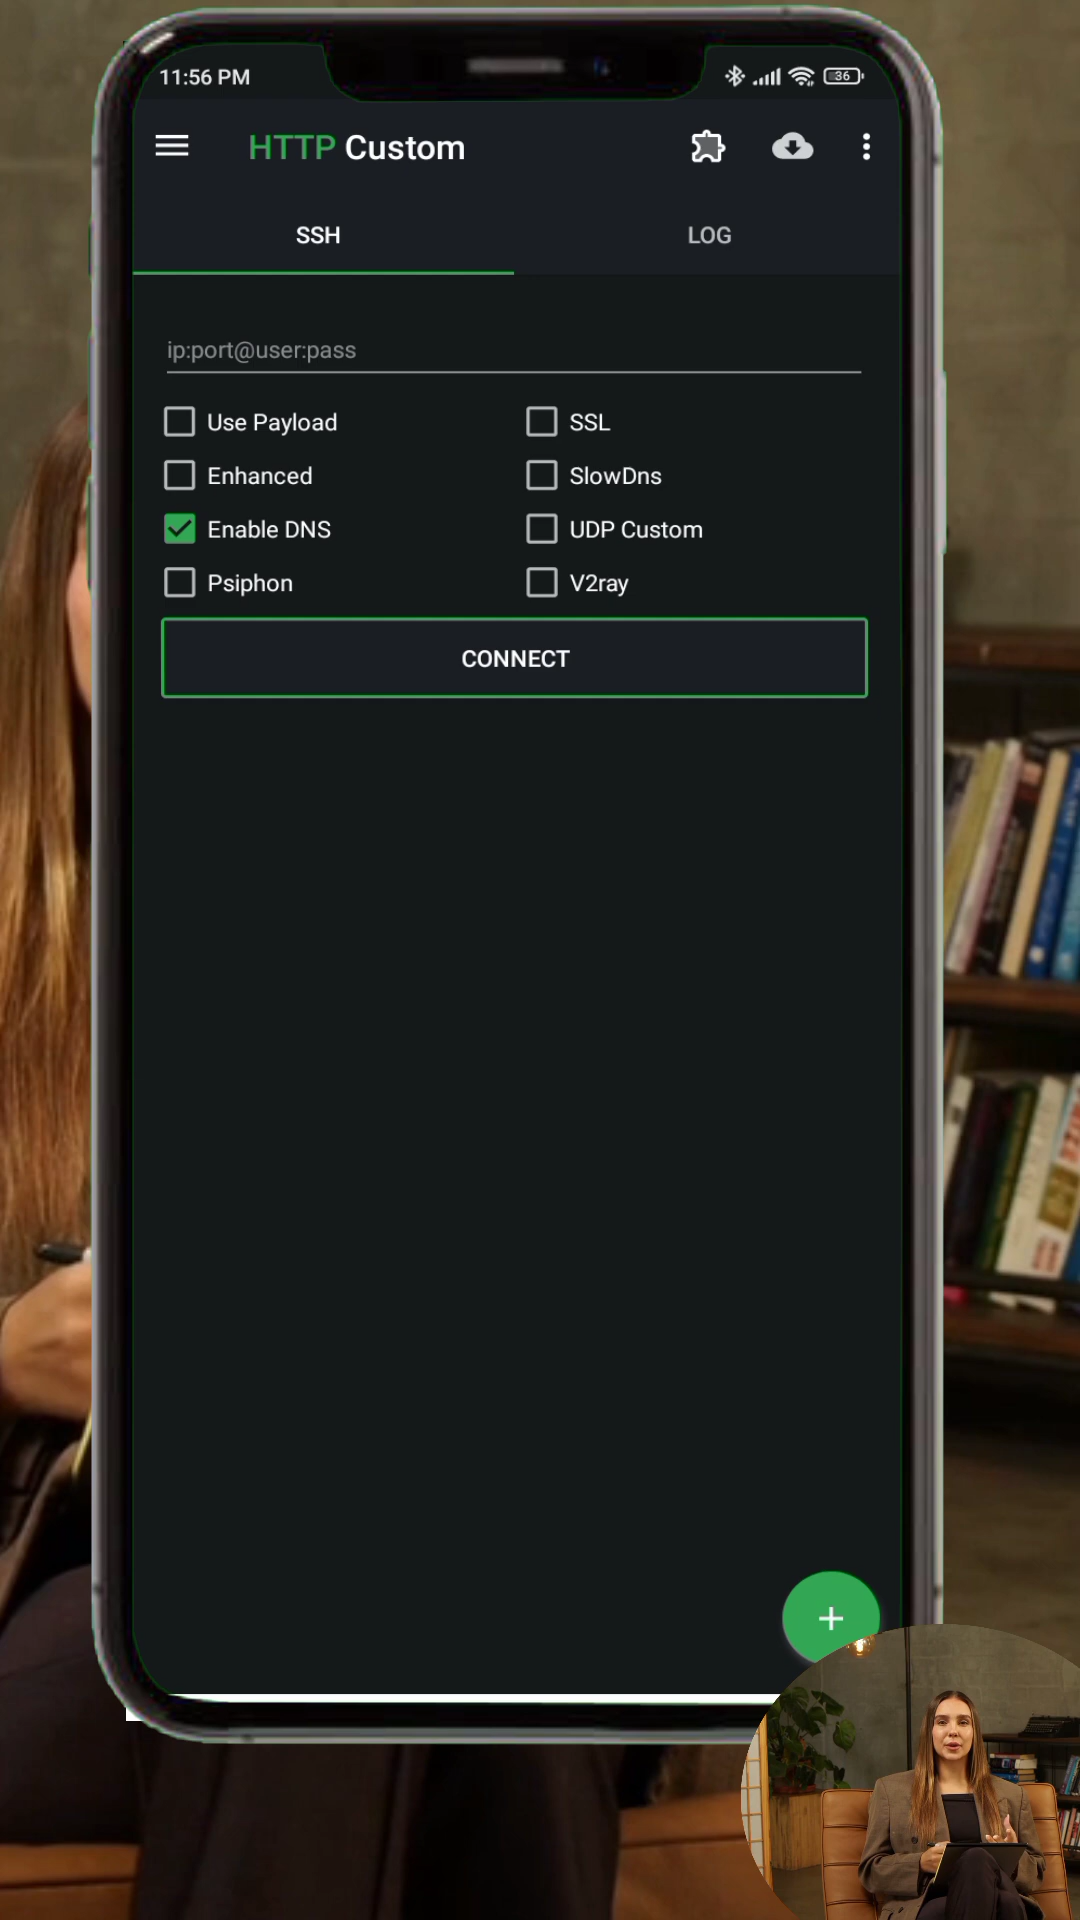 11:56 PM
36
HTTP Custom
SSH
LOG
ip:port@user:pass
Use Payload
SSL
Enhanced
SlowDns
Enable DNS
UDP Custom
Psiphon
V2ray
CONNECT